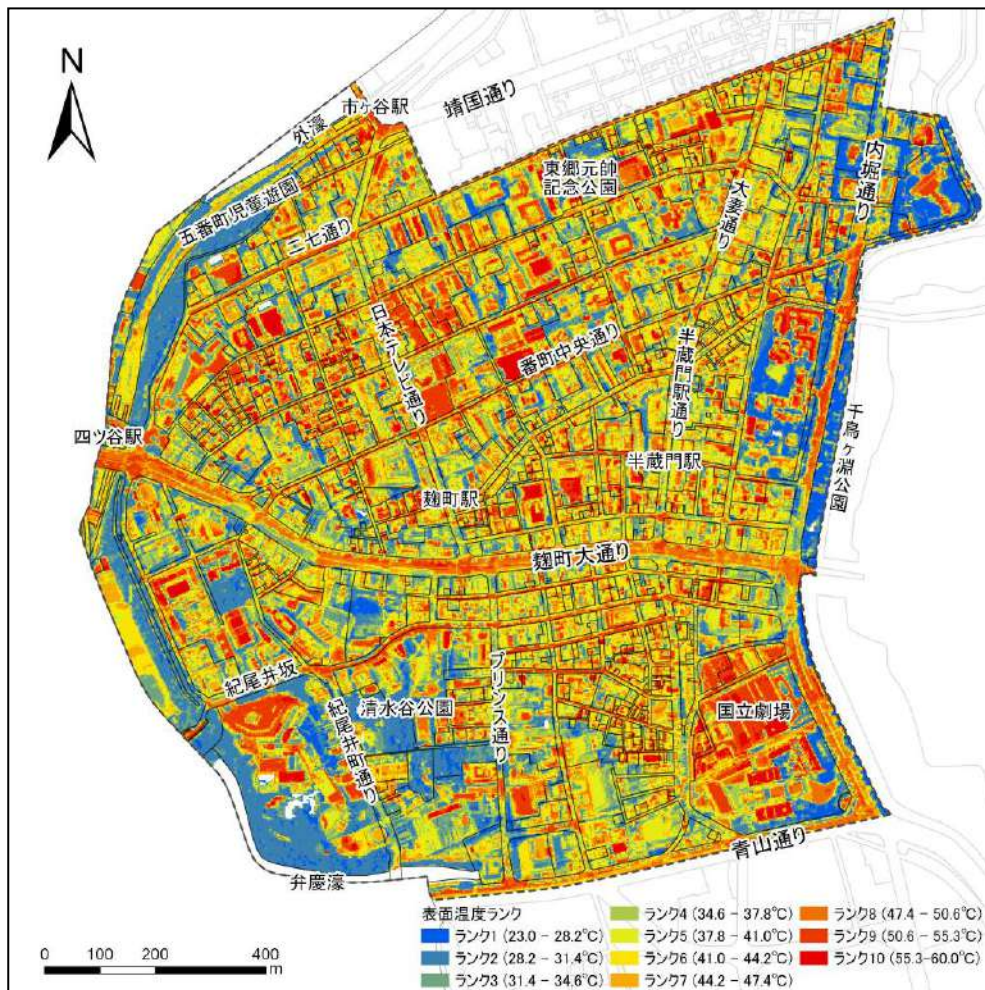 N
靖国通り
市ヶ谷駅
外濠
内堀通り
東郷元帥
記念公園
大妻通り
五番町児童遊園
二七通り
日本テレビ通り
番町中央通り
半蔵門駅通り
千鳥ヶ淵公園
四ツ谷駅
半蔵門駅
麹町駅
麹町大通り
紀尾井坂
清水谷公園
紀尾井町通り
プリンス通り
国立劇場
青山通り
弁慶濠
表面温度ランク
ランク1 (23.0 - 28.2℃)
ランク2 (28.2 - 31.4℃)
ランク3 (31.4 - 34.6℃)
ランク4 (34.6 - 37.8℃)
ランク5 (37.8 - 41.0℃)
ランク6 (41.0 - 44.2℃)
ランク7 (44.2 - 47.4℃)
ランク8 (47.4 - 50.6℃)
ランク9 (50.6 - 55.3℃)
ランク10 (55.3-60.0℃)
0 100 200 400
m